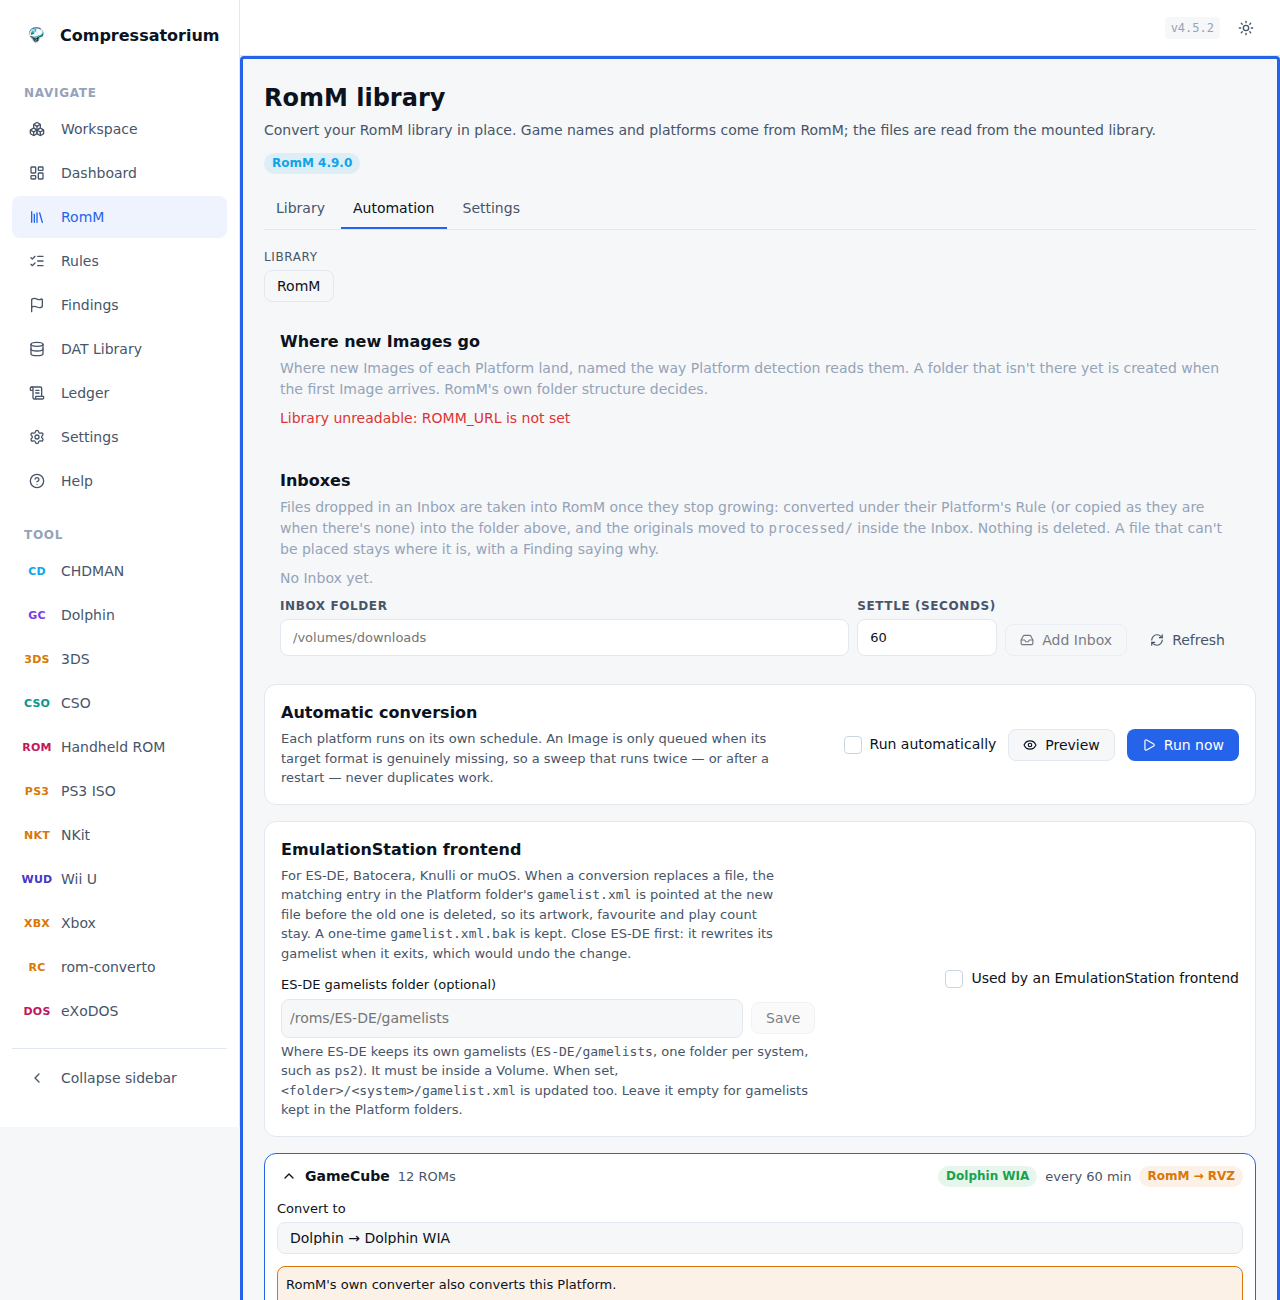 Compressatorium
v4.5.2
NAVIGATE
Workspace
Dashboard
RomM
Rules
Findings
DAT Library
Ledger
Settings
Help
TOOL
CD CHDMAN
GC Dolphin
3DS 3DS
CSO CSO
ROM Handheld ROM
PS3 PS3 ISO
NKT NKit
WUD Wii U
XBX Xbox
RC rom-converto
DOS eXoDOS
Collapse sidebar
RomM library
Convert your RomM library in place. Game names and platforms come from RomM; the files are read from the mounted library.
RomM 4.9.0
Library Automation Settings
LIBRARY
RomM
Where new Images go
Where new Images of each Platform land, named the way Platform detection reads them. A folder that isn't there yet is created when
the first Image arrives. RomM's own folder structure decides.
Library unreadable: ROMM_URL is not set
Inboxes
Files dropped in an Inbox are taken into RomM once they stop growing: converted under their Platform's Rule (or copied as they are
when there's none) into the folder above, and the originals moved to processed/ inside the Inbox. Nothing is deleted. A file that can't
be placed stays where it is, with a Finding saying why.
No Inbox yet.
INBOX FOLDER SETTLE (SECONDS)
/volumes/downloads 60 Add Inbox Refresh
Automatic conversion
Each platform runs on its own schedule. An Image is only queued when its
target format is genuinely missing, so a sweep that runs twice — or after a
restart — never duplicates work.
Run automatically Preview Run now
EmulationStation frontend
For ES-DE, Batocera, Knulli or muOS. When a conversion replaces a file, the
matching entry in the Platform folder's gamelist.xml is pointed at the new
file before the old one is deleted, so its artwork, favourite and play count
stay. A one-time gamelist.xml.bak is kept. Close ES-DE first: it rewrites its
gamelist when it exits, which would undo the change.
ES-DE gamelists folder (optional)
/roms/ES-DE/gamelists Save
Where ES-DE keeps its own gamelists (ES-DE/gamelists, one folder per system,
such as ps2). It must be inside a Volume. When set,
<folder>/<system>/gamelist.xml is updated too. Leave it empty for gamelists
kept in the Platform folders.
Used by an EmulationStation frontend
GameCube 12 ROMs Dolphin WIA every 60 min RomM → RVZ
Convert to
Dolphin → Dolphin WIA
RomM's own converter also converts this Platform.